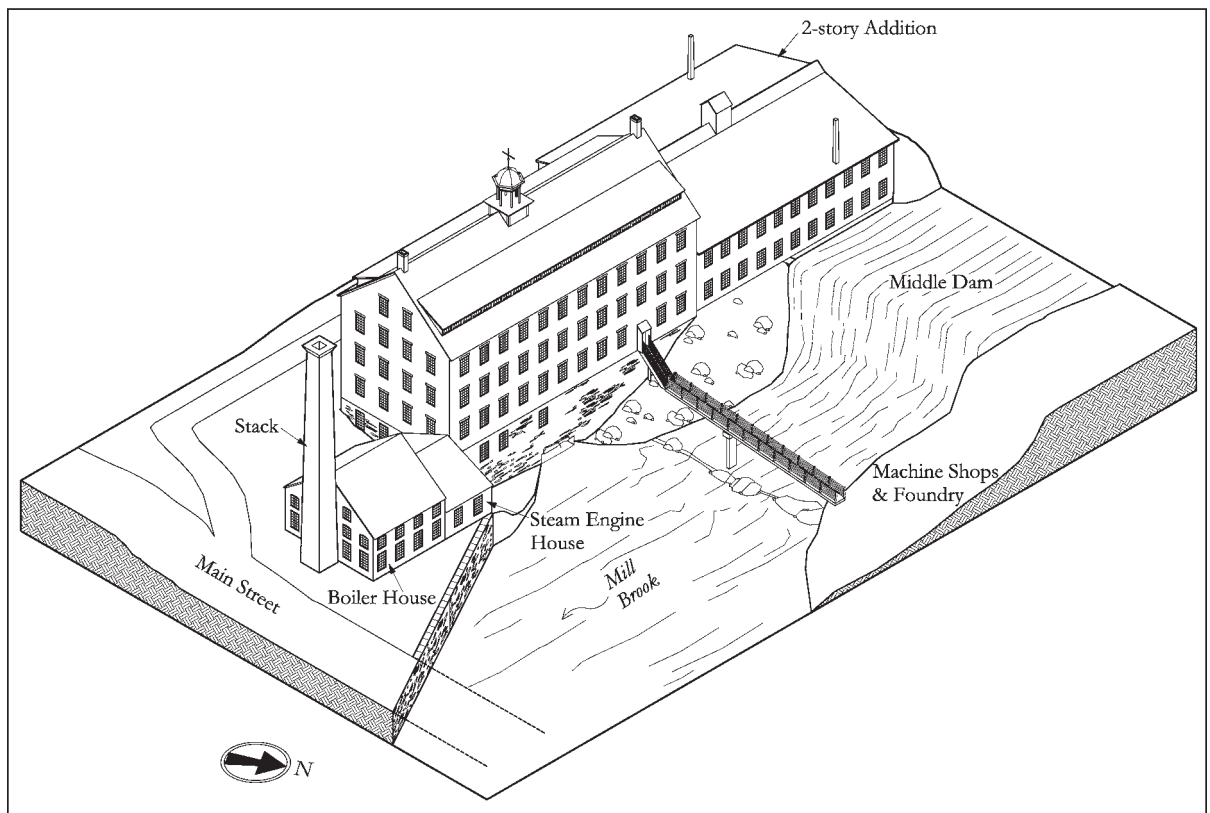 2-story Addition
Middle Dam
Stack
Machine Shops
& Foundry
Steam Engine
House
Main Street
Boiler House
Mill
Brook
N